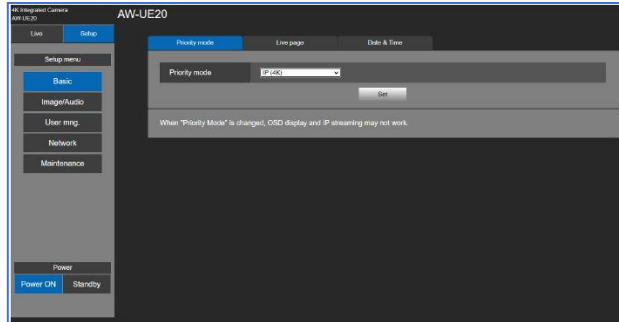 4K Integrated Camera
AW-UE20
AW-UE20
Live Setup
Priority mode Live page Date & Time
Setup menu
Priority mode IP (4K)
Basic
Set
Image/Audio
When "Priority Mode" is changed, OSD display and IP streaming may not work.
User mng.
Network
Maintenance
Power
Power ON Standby